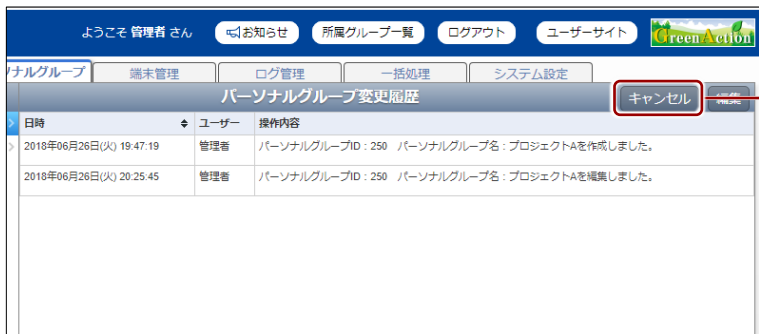 ようこそ 管理者 さん お知らせ 所属グループ一覧 ログアウト ユーザーサイト GreenAction
ナルグループ 端末管理 ログ管理 一括処理 システム設定
パーソナルグループ変更履歴 キャンセル 編集
日時 ユーザー 操作内容
2018年06月26日(火) 19:47:19 管理者 パーソナルグループID：250 パーソナルグループ名：プロジェクトAを作成しました。
2018年06月26日(火) 20:25:45 管理者 パーソナルグループID：250 パーソナルグループ名：プロジェクトAを編集しました。